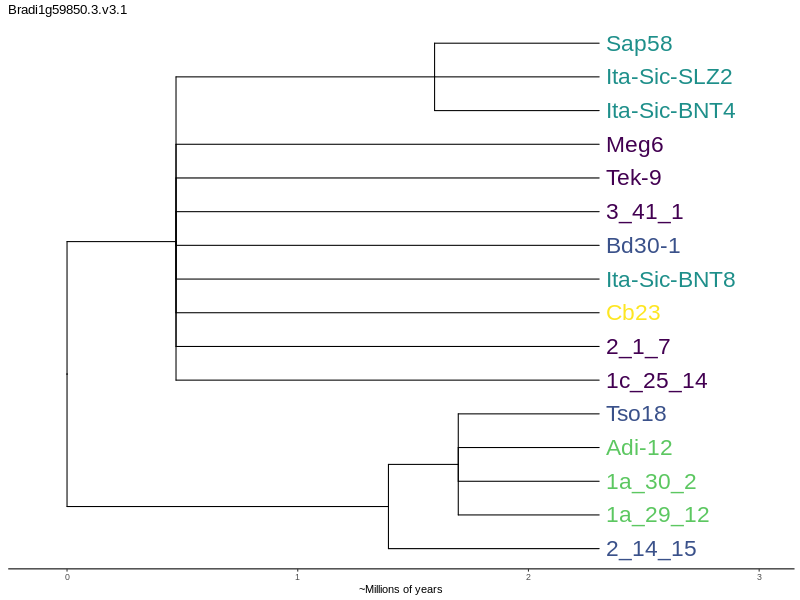 Bradi1g59850.3.v3.1
Sap58
Ita-Sic-SLZ2
Ita-Sic-BNT4
Meg6
Tek-9
3_41_1
Bd30-1
Ita-Sic-BNT8
Cb23
2_1_7
1c_25_14
Tso18
Adi-12
1a_30_2
1a_29_12
2_14_15
0 1 2 3
~Millions of years